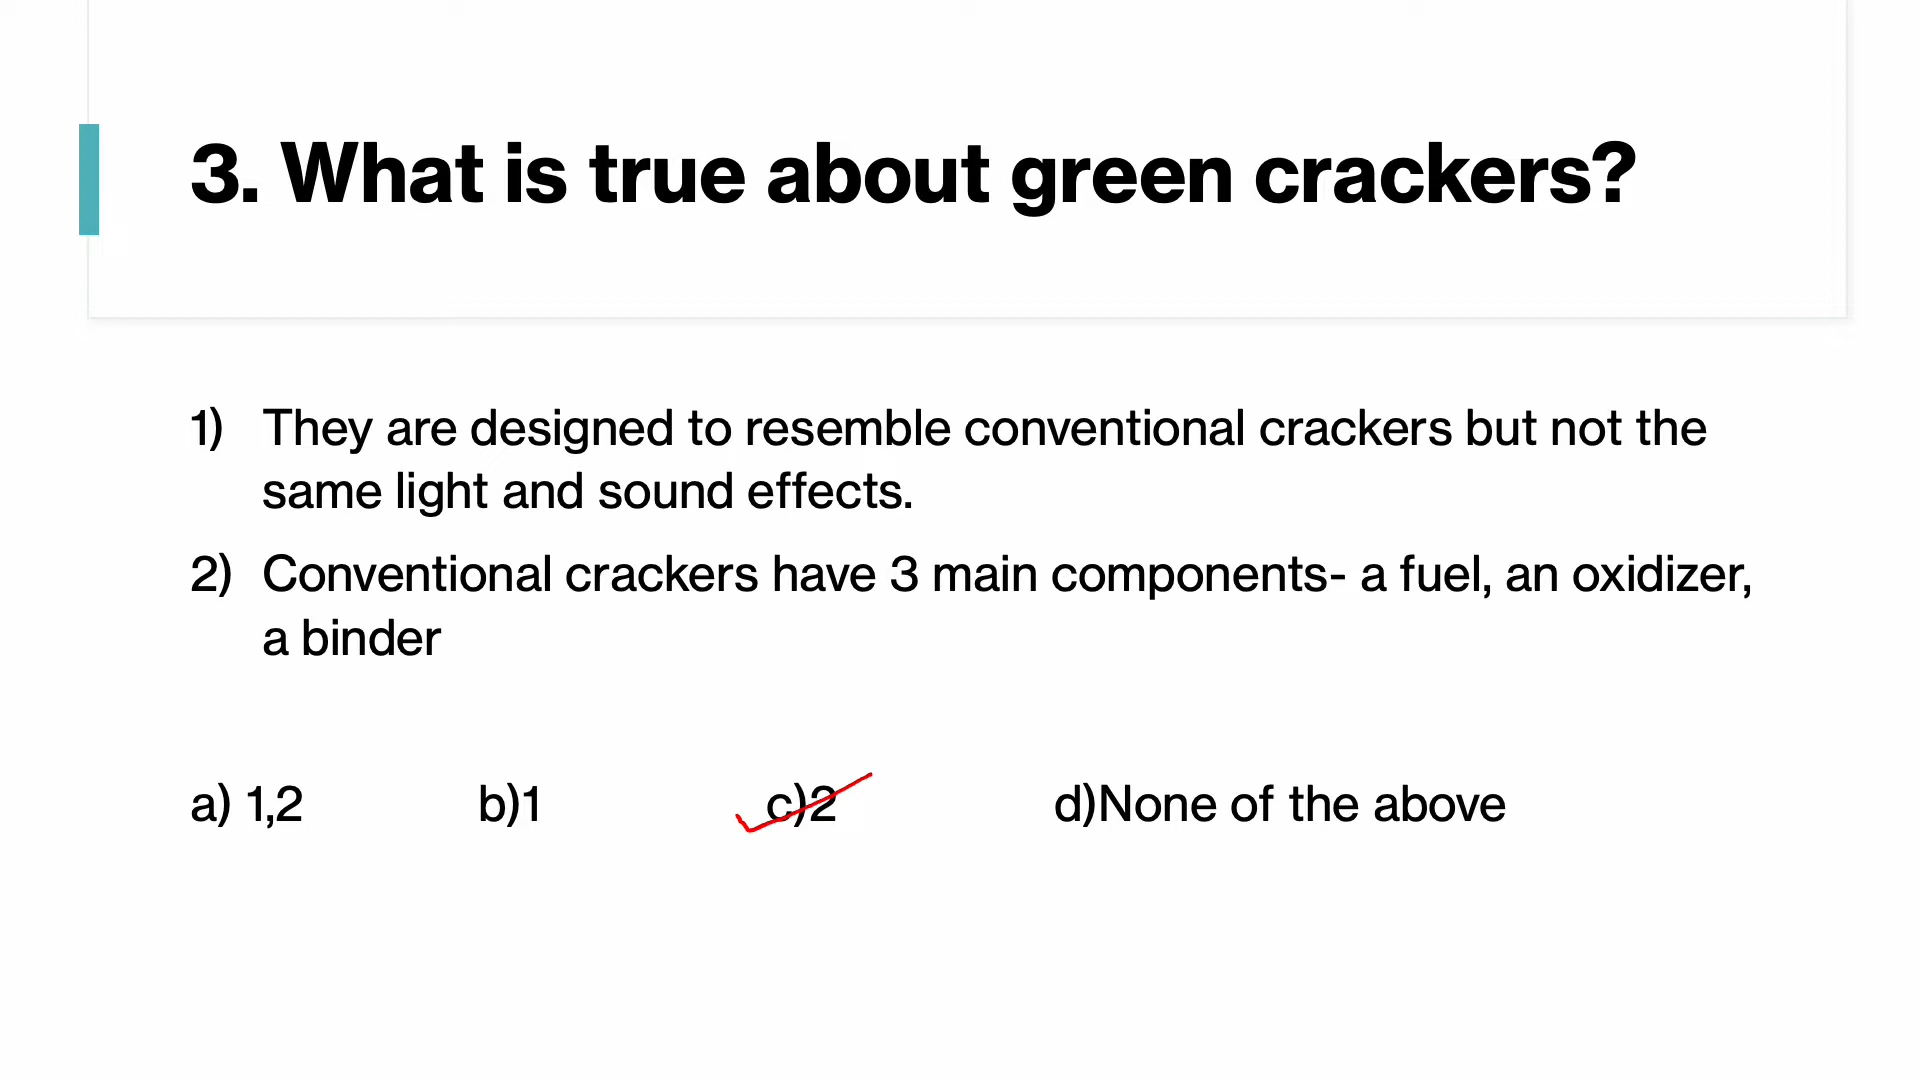 3. What is true about green crackers?
1) They are designed to resemble conventional crackers but not the
same light and sound effects.
2) Conventional crackers have 3 main components- a fuel, an oxidizer,
a binder
a) 1,2 b)1 c)2 d)None of the above